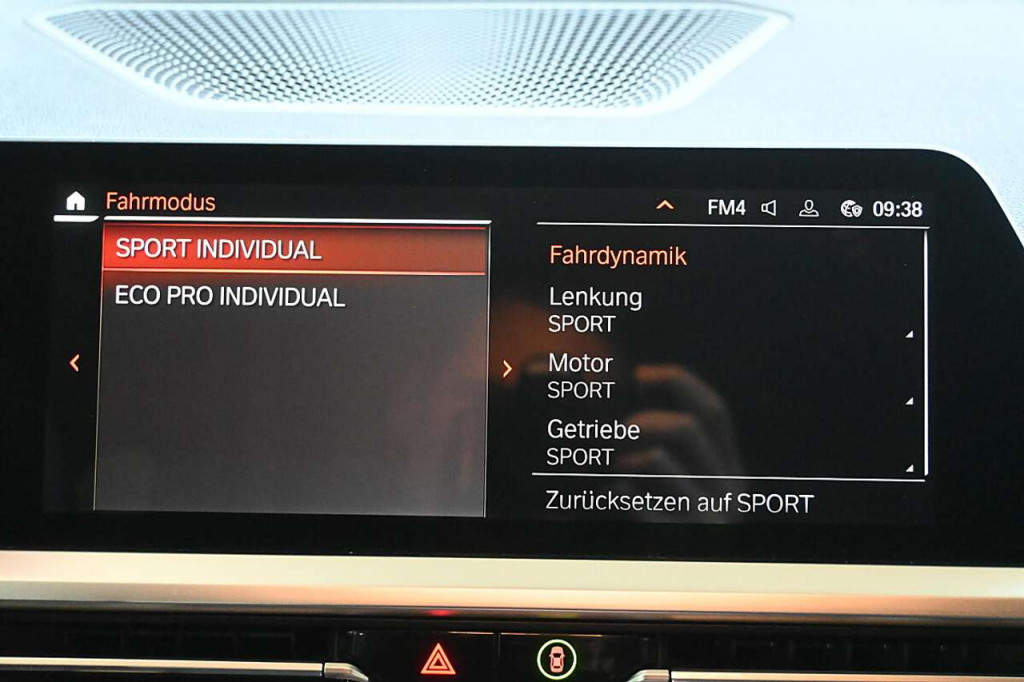 Fahrmodus
FM4 09:38
SPORT INDIVIDUAL
ECO PRO INDIVIDUAL
Fahrdynamik
Lenkung
SPORT
Motor
SPORT
Getriebe
SPORT
Zurücksetzen auf SPORT